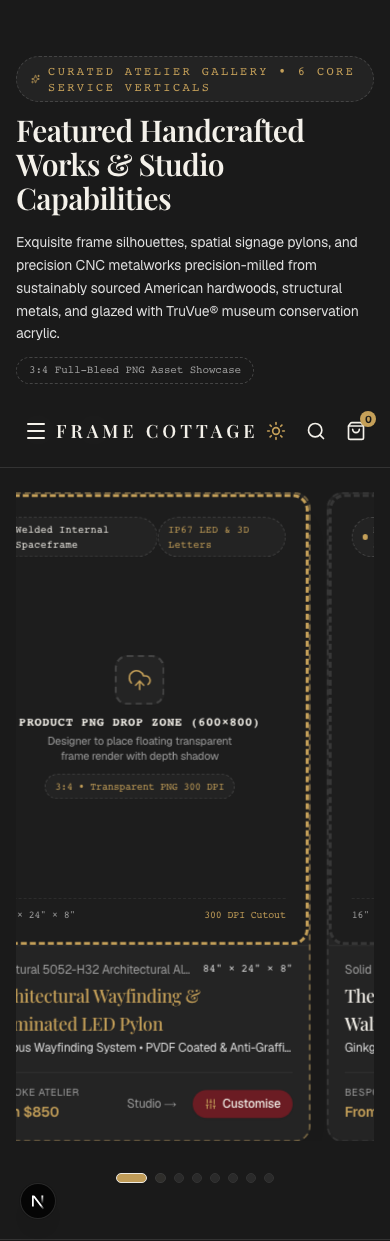 CURATED ATELIER GALLERY • 6 CORE
SERVICE VERTICALS
Featured Handcrafted
Works & Studio
Capabilities
Exquisite frame silhouettes, spatial signage pylons, and
precision CNC metalworks precision-milled from
sustainably sourced American hardwoods, structural
metals, and glazed with TruVue® museum conservation
acrylic.
3:4 Full-Bleed PNG Asset Showcase
FRAME COTTAGE
0
Welded Internal
Spaceframe
IP67 LED & 3D
Letters
PRODUCT PNG DROP ZONE (600×800)
Designer to place floating transparent
frame render with depth shadow
3:4 • Transparent PNG 300 DPI
× 24" × 8"
300 DPI Cutout
16"
tural 5052-H32 Architectural AL..
84" × 24" × 8"
Solid
hitectural Wayfinding &
minated LED Pylon
The
Wal
ous Wayfinding System • PVDF Coated & Anti-Graffi...
Ginkg
OKE ATELIER
$850
Studio →
Customise
BESP
From
N